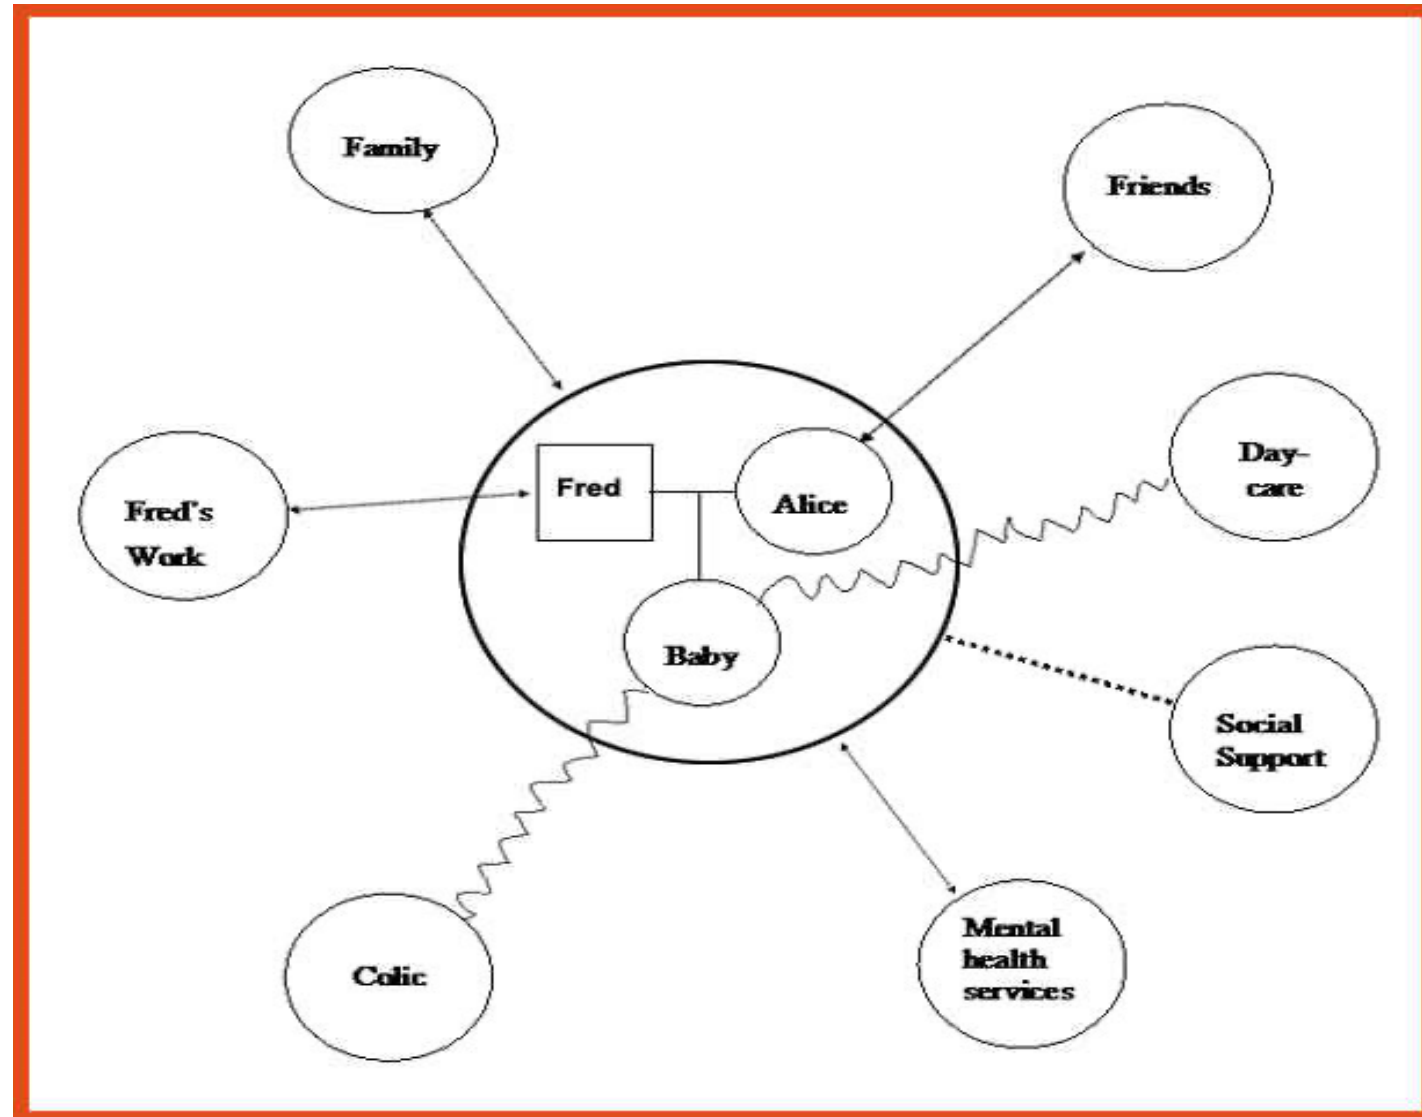 Family
Friends
Day-
care
Fred
Alice
Fred's
Work
Baby
Social
Support
Mental
health
services
Colic